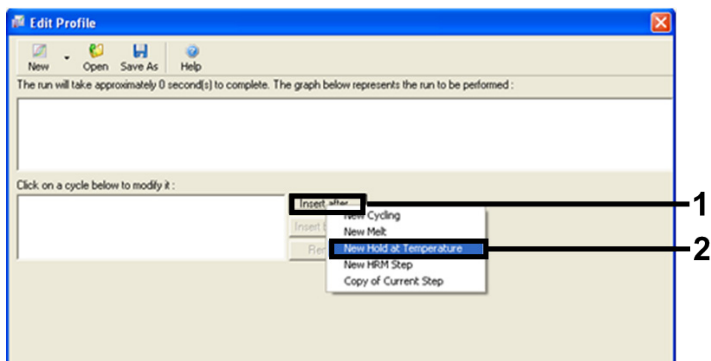 Edit Profile
New Open Save As Help
The run will take approximately 0 second(s) to complete. The graph below represents the run to be performed :
Click on a cycle below to modify it :
Insert after...
1
New Cycling
Insert
New Melt
New Hold at Temperature
2
New HRM Step
Copy of Current Step